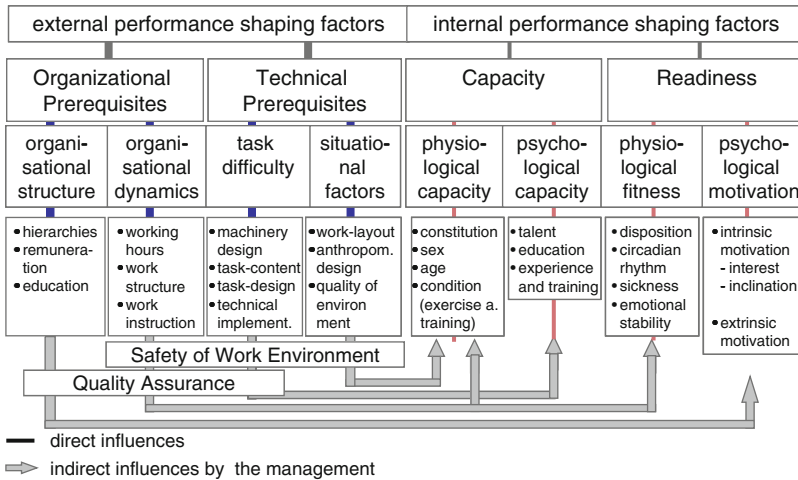 external performance shaping factors
internal performance shaping factors
Organizational
Prerequisites
Technical
Prerequisites
Capacity
Readiness
organi-
sational
structure
organi-
sational
dynamics
task
difficulty
situatio-
nal
factors
physio-
logical
capacity
psycho-
logical
capacity
physio-
logical
fitness
psycho-
logical
motivation
• hierarchies
• remunera-
tion
• education
• working
hours
• work
structure
• work
instruction
• machinery
design
• task-content
• task-design
• technical
implement.
• work-layout
• anthropom.
design
• quality of
environ
ment
• constitution
• sex
• age
• condition
(exercise a.
training)
• talent
• education
• experience
and training
• disposition
• circadian
rhythm
• sickness
• emotional
stability
• intrinsic
motivation
- interest
- inclination
• extrinsic
motivation
Safety of Work Environment
Quality Assurance
direct influences
indirect influences by the management